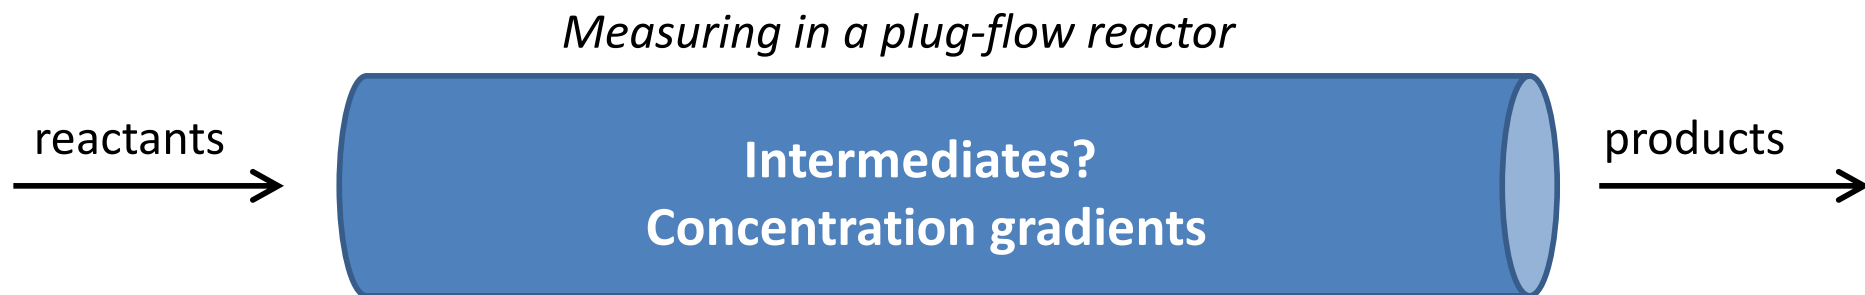 Measuring in a plug-flow reactor
reactants
Intermediates?
Concentration gradients
products